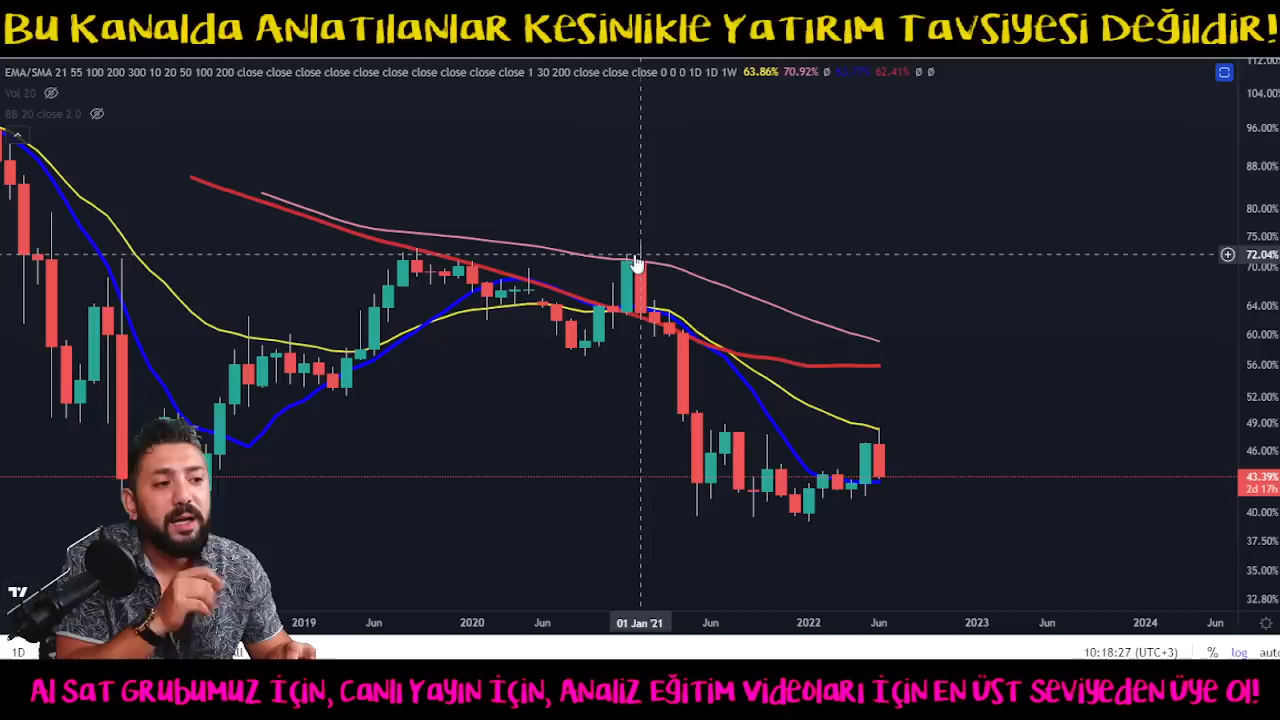 Bu Kanalda Anlatılanlar Kesinlikle Yatırım Tavsiyesi Değildir!
EMA/SMA 21 55 100 200 300 10 20 50 100 200 close close close close close close close close close close 1 30 200 close close close 0 0 0 1D 1D 1W 63.86% 70.92% ∅ 62.41% ∅ ∅
Vol 20
BB 20 close 2 0
112.00%
104.00%
96.00%
88.00%
80.00%
75.00%
72.04%
70.00%
64.00%
60.00%
56.00%
52.00%
49.00%
46.00%
43.39%
2d 17h
40.00%
37.50%
35.00%
32.80%
2019 Jun 2020 Jun 01 Jan '21 Jun 2022 Jun 2023 Jun 2024 Jun
1D 10:18:27 (UTC+3) % log auto
Al Sat Grubumuz İçin, Canlı Yayın İçin, Analiz Eğitim Videoları İçin En Üst Seviyeden Üye Ol!